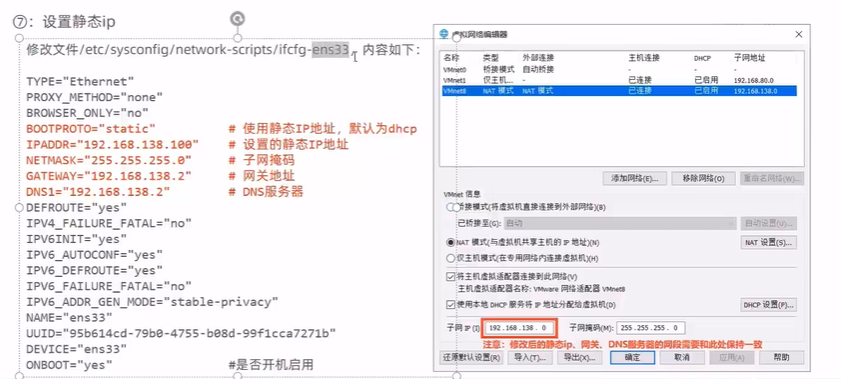 ⑦：设置静态ip
修改文件/etc/sysconfig/network-scripts/ifcfg-ens33，内容如下：
TYPE="Ethernet"
PROXY_METHOD="none"
BROWSER_ONLY="no"
BOOTPROTO="static" # 使用静态IP地址，默认为dhcp
IPADDR="192.168.138.100" # 设置的静态IP地址
NETMASK="255.255.255.0" # 子网掩码
GATEWAY="192.168.138.2" # 网关地址
DNS1="192.168.138.2" # DNS服务器
DEFROUTE="yes"
IPV4_FAILURE_FATAL="no"
IPV6INIT="yes"
IPV6_AUTOCONF="yes"
IPV6_DEFROUTE="yes"
IPV6_FAILURE_FATAL="no"
IPV6_ADDR_GEN_MODE="stable-privacy"
NAME="ens33"
UUID="95b614cd-79b0-4755-b08d-99f1cca7271b"
DEVICE="ens33"
ONBOOT="yes" #是否开机启用
虚拟网络编辑器
名称 类型 外部连接 主机连接 DHCP 子网地址
VMnet0 桥接模式 自动桥接 - - -
VMnet1 仅主机... - 已连接 已启用 192.168.80.0
VMnet8 NAT 模式 NAT 模式 已连接 已启用 192.168.138.0
添加网络(E)... 移除网络(O) 重命名网络(W)...
VMnet 信息
桥接模式(将虚拟机直接连接到外部网络)(B)
已桥接至(G): 自动 自动设置(U)...
NAT 模式(与虚拟机共享主机的 IP 地址)(N) NAT 设置(S)...
仅主机模式(在专用网络内连接虚拟机)(H)
将主机虚拟适配器连接到此网络(V)
主机虚拟适配器名称: VMware 网络适配器 VMnet8
使用本地 DHCP 服务将 IP 地址分配给虚拟机(D) DHCP 设置(P)...
子网 IP (I): 192.168.138. 0 子网掩码(M): 255.255.255. 0
注意：修改后的静态ip、网关、DNS服务器的网段需要和此处保持一致
还原默认设置(R) 导入(T)... 导出(X)... 确定 取消 应用(A) 帮助